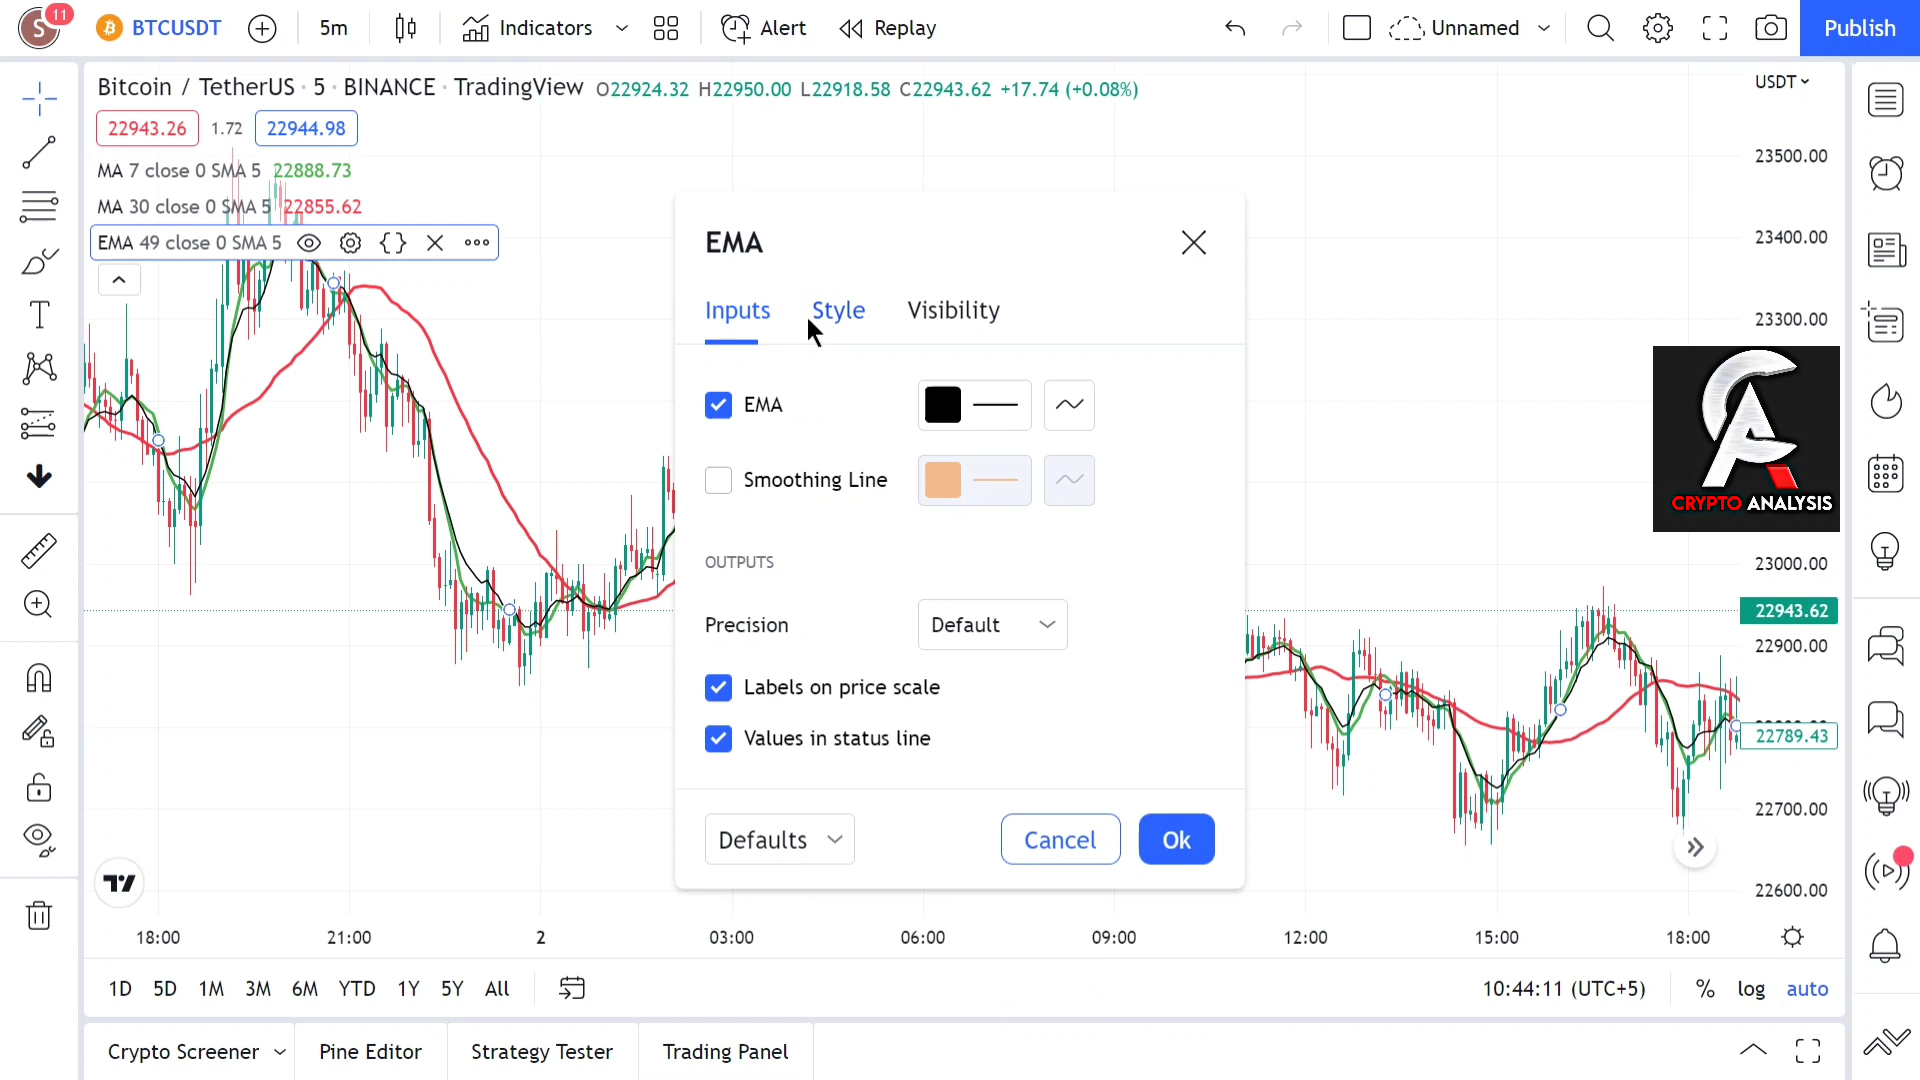 S
11
BTCUSDT
5m
Indicators
Alert
Replay
Unnamed
Publish
Bitcoin / TetherUS · 5 · BINANCE · TradingView O22924.32 H22950.00 L22918.58 C22943.62 +17.74 (+0.08%)
USDT
22943.26 1.72 22944.98
MA 7 close 0 SMA 5 22888.73
MA 30 close 0 SMA 5 22855.62
EMA 49 close 0 SMA 5
EMA
Inputs Style Visibility
EMA
Smoothing Line
OUTPUTS
Precision Default
Labels on price scale
Values in status line
Defaults Cancel Ok
23500.00
23400.00
23300.00
CRYPTO ANALYSIS
23000.00
22943.62
22900.00
22789.43
22700.00
22600.00
18:00 21:00 2 03:00 06:00 09:00 12:00 15:00 18:00
1D 5D 1M 3M 6M YTD 1Y 5Y All
10:44:11 (UTC+5) % log auto
Crypto Screener Pine Editor Strategy Tester Trading Panel